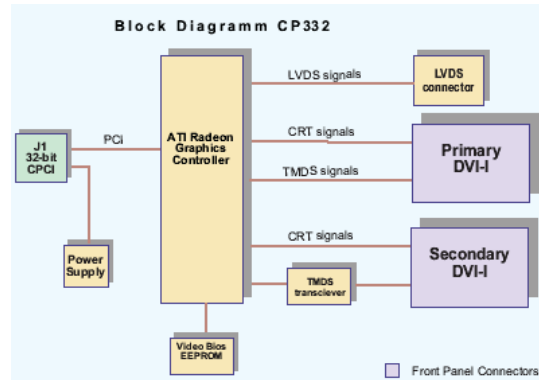 Block Diagramm CP332
LVDS signals
LVDS
connector
ATI Radeon
Graphics
Controller
PCi
J1
32-bit
CPCI
CRT signals
TMDS signals
Primary
DVI-I
CRT signals
Secondary
DVI-I
TMDS
transciever
Power
Supply
Video Bios
EEPROM
Front Panel Connectors